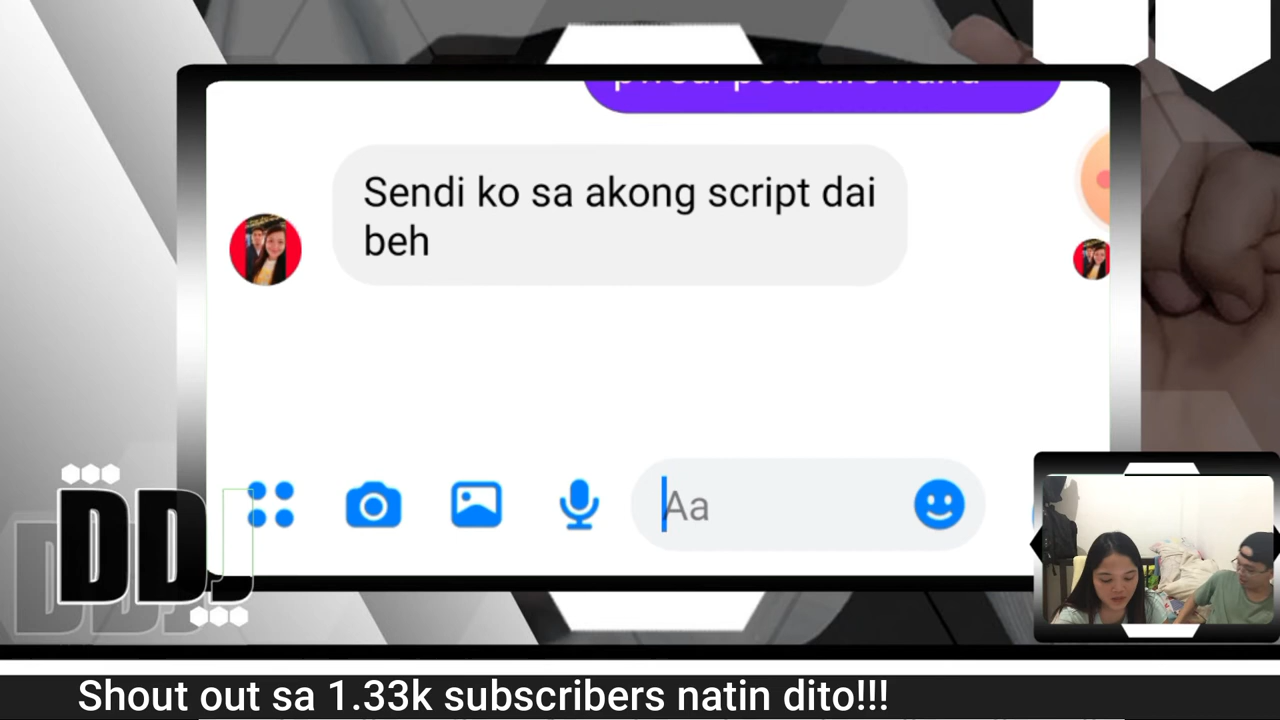 Sendi ko sa akong script dai
beh
Aa
DDJ
Shout out sa 1.33k subscribers natin dito!!!